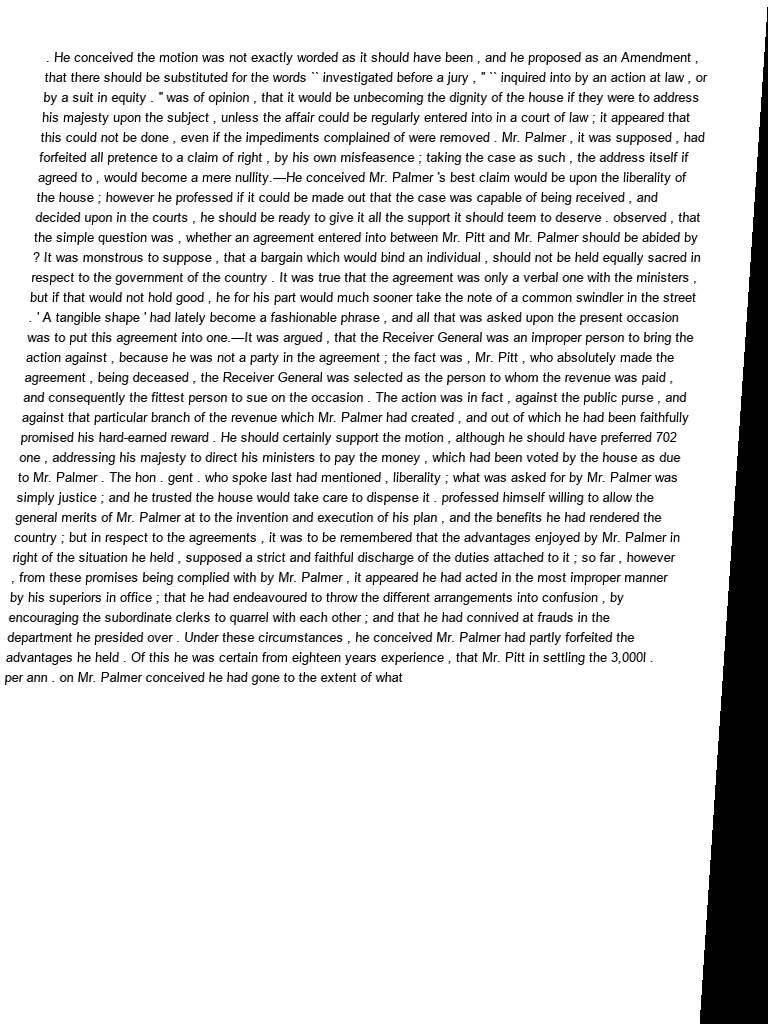 . He conceived the motion was not exactly worded as it should have been , and he proposed as an Amendment ,
that there should be substituted for the words `` investigated before a jury , '' `` inquired into by an action at law , or
by a suit in equity . '' was of opinion , that it would be unbecoming the dignity of the house if they were to address
his majesty upon the subject , unless the affair could be regularly entered into in a court of law ; it appeared that
this could not be done , even if the impediments complained of were removed . Mr. Palmer , it was supposed , had
forfeited all pretence to a claim of right , by his own misfeasence ; taking the case as such , the address itself if
agreed to , would become a mere nullity.—He conceived Mr. Palmer 's best claim would be upon the liberality of
the house ; however he professed if it could be made out that the case was capable of being received , and
decided upon in the courts , he should be ready to give it all the support it should teem to deserve . observed , that
the simple question was , whether an agreement entered into between Mr. Pitt and Mr. Palmer should be abided by
? It was monstrous to suppose , that a bargain which would bind an individual , should not be held equally sacred in
respect to the government of the country . It was true that the agreement was only a verbal one with the ministers ,
but if that would not hold good , he for his part would much sooner take the note of a common swindler in the street
. ' A tangible shape ' had lately become a fashionable phrase , and all that was asked upon the present occasion
was to put this agreement into one.—It was argued , that the Receiver General was an improper person to bring the
action against , because he was not a party in the agreement ; the fact was , Mr. Pitt , who absolutely made the
agreement , being deceased , the Receiver General was selected as the person to whom the revenue was paid ,
and consequently the fittest person to sue on the occasion . The action was in fact , against the public purse , and
against that particular branch of the revenue which Mr. Palmer had created , and out of which he had been faithfully
promised his hard-earned reward . He should certainly support the motion , although he should have preferred 702
one , addressing his majesty to direct his ministers to pay the money , which had been voted by the house as due
to Mr. Palmer . The hon . gent . who spoke last had mentioned , liberality ; what was asked for by Mr. Palmer was
simply justice ; and he trusted the house would take care to dispense it . professed himself willing to allow the
general merits of Mr. Palmer at to the invention and execution of his plan , and the benefits he had rendered the
country ; but in respect to the agreements , it was to be remembered that the advantages enjoyed by Mr. Palmer in
right of the situation he held , supposed a strict and faithful discharge of the duties attached to it ; so far , however
, from these promises being complied with by Mr. Palmer , it appeared he had acted in the most improper manner
by his superiors in office ; that he had endeavoured to throw the different arrangements into confusion , by
encouraging the subordinate clerks to quarrel with each other ; and that he had connived at frauds in the
department he presided over . Under these circumstances , he conceived Mr. Palmer had partly forfeited the
advantages he held . Of this he was certain from eighteen years experience , that Mr. Pitt in settling the 3,000l .
per ann . on Mr. Palmer conceived he had gone to the extent of what